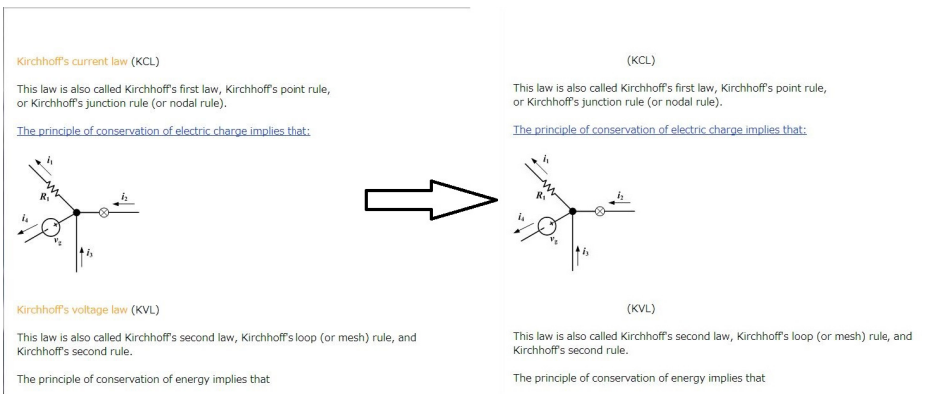 Kirchhoff's current law (KCL)
This law is also called Kirchhoff's first law, Kirchhoff's point rule,
or Kirchhoff's junction rule (or nodal rule).
The principle of conservation of electric charge implies that:
i1
R1
i2
i4
vg
i3
Kirchhoff's voltage law (KVL)
This law is also called Kirchhoff's second law, Kirchhoff's loop (or mesh) rule, and
Kirchhoff's second rule.
The principle of conservation of energy implies that
(KCL)
This law is also called Kirchhoff's first law, Kirchhoff's point rule,
or Kirchhoff's junction rule (or nodal rule).
The principle of conservation of electric charge implies that:
i1
R1
i2
i4
vg
i3
(KVL)
This law is also called Kirchhoff's second law, Kirchhoff's loop (or mesh) rule, and
Kirchhoff's second rule.
The principle of conservation of energy implies that